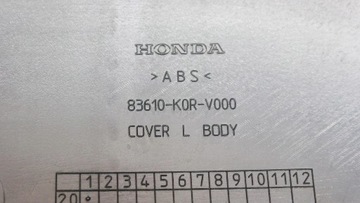 HONDA
>ABS<
83610-K0R-V000
COVER L BODY
1 2 3 4 5 6 7 8 9 10 11 12
20